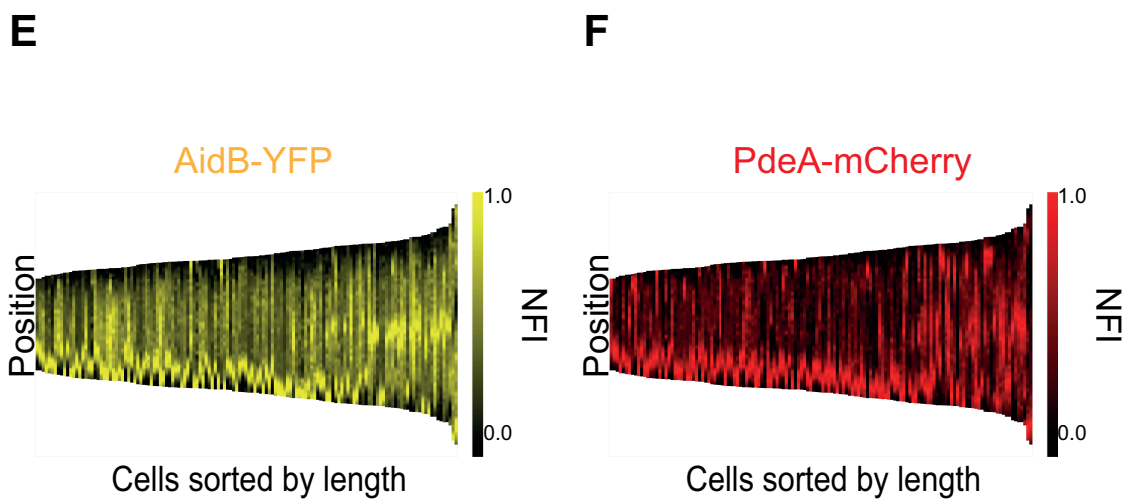 E
F
AidB-YFP
PdeA-mCherry
Position
1.0
0.0
NFI
Position
1.0
0.0
NFI
Cells sorted by length
Cells sorted by length